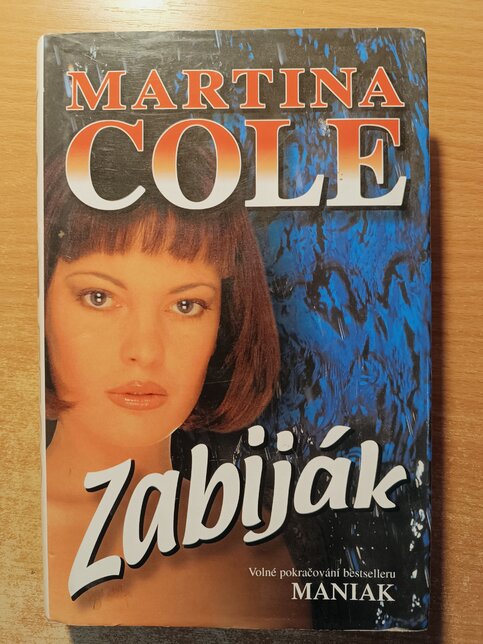 MARTINA
COLE
Zabiják
Volné pokračování bestselleru
MANIAK